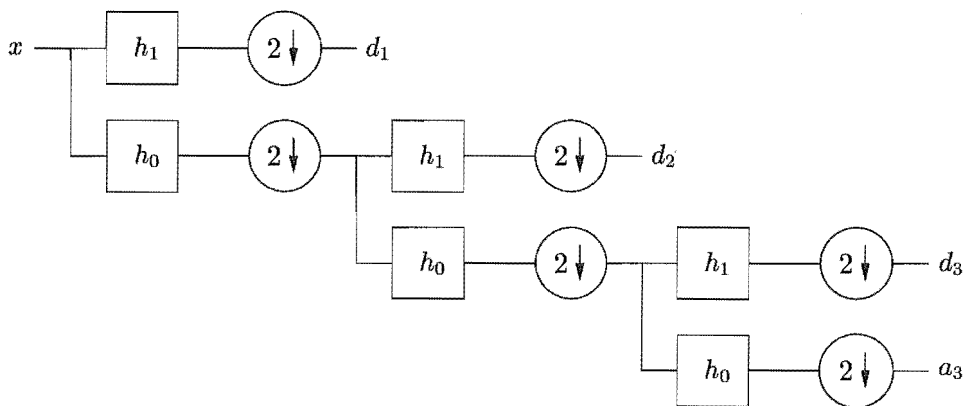 x h₁ 2↓ d₁
h₀ 2↓ h₁ 2↓ d₂
h₀ 2↓ h₁ 2↓ d₃
h₀ 2↓ a₃